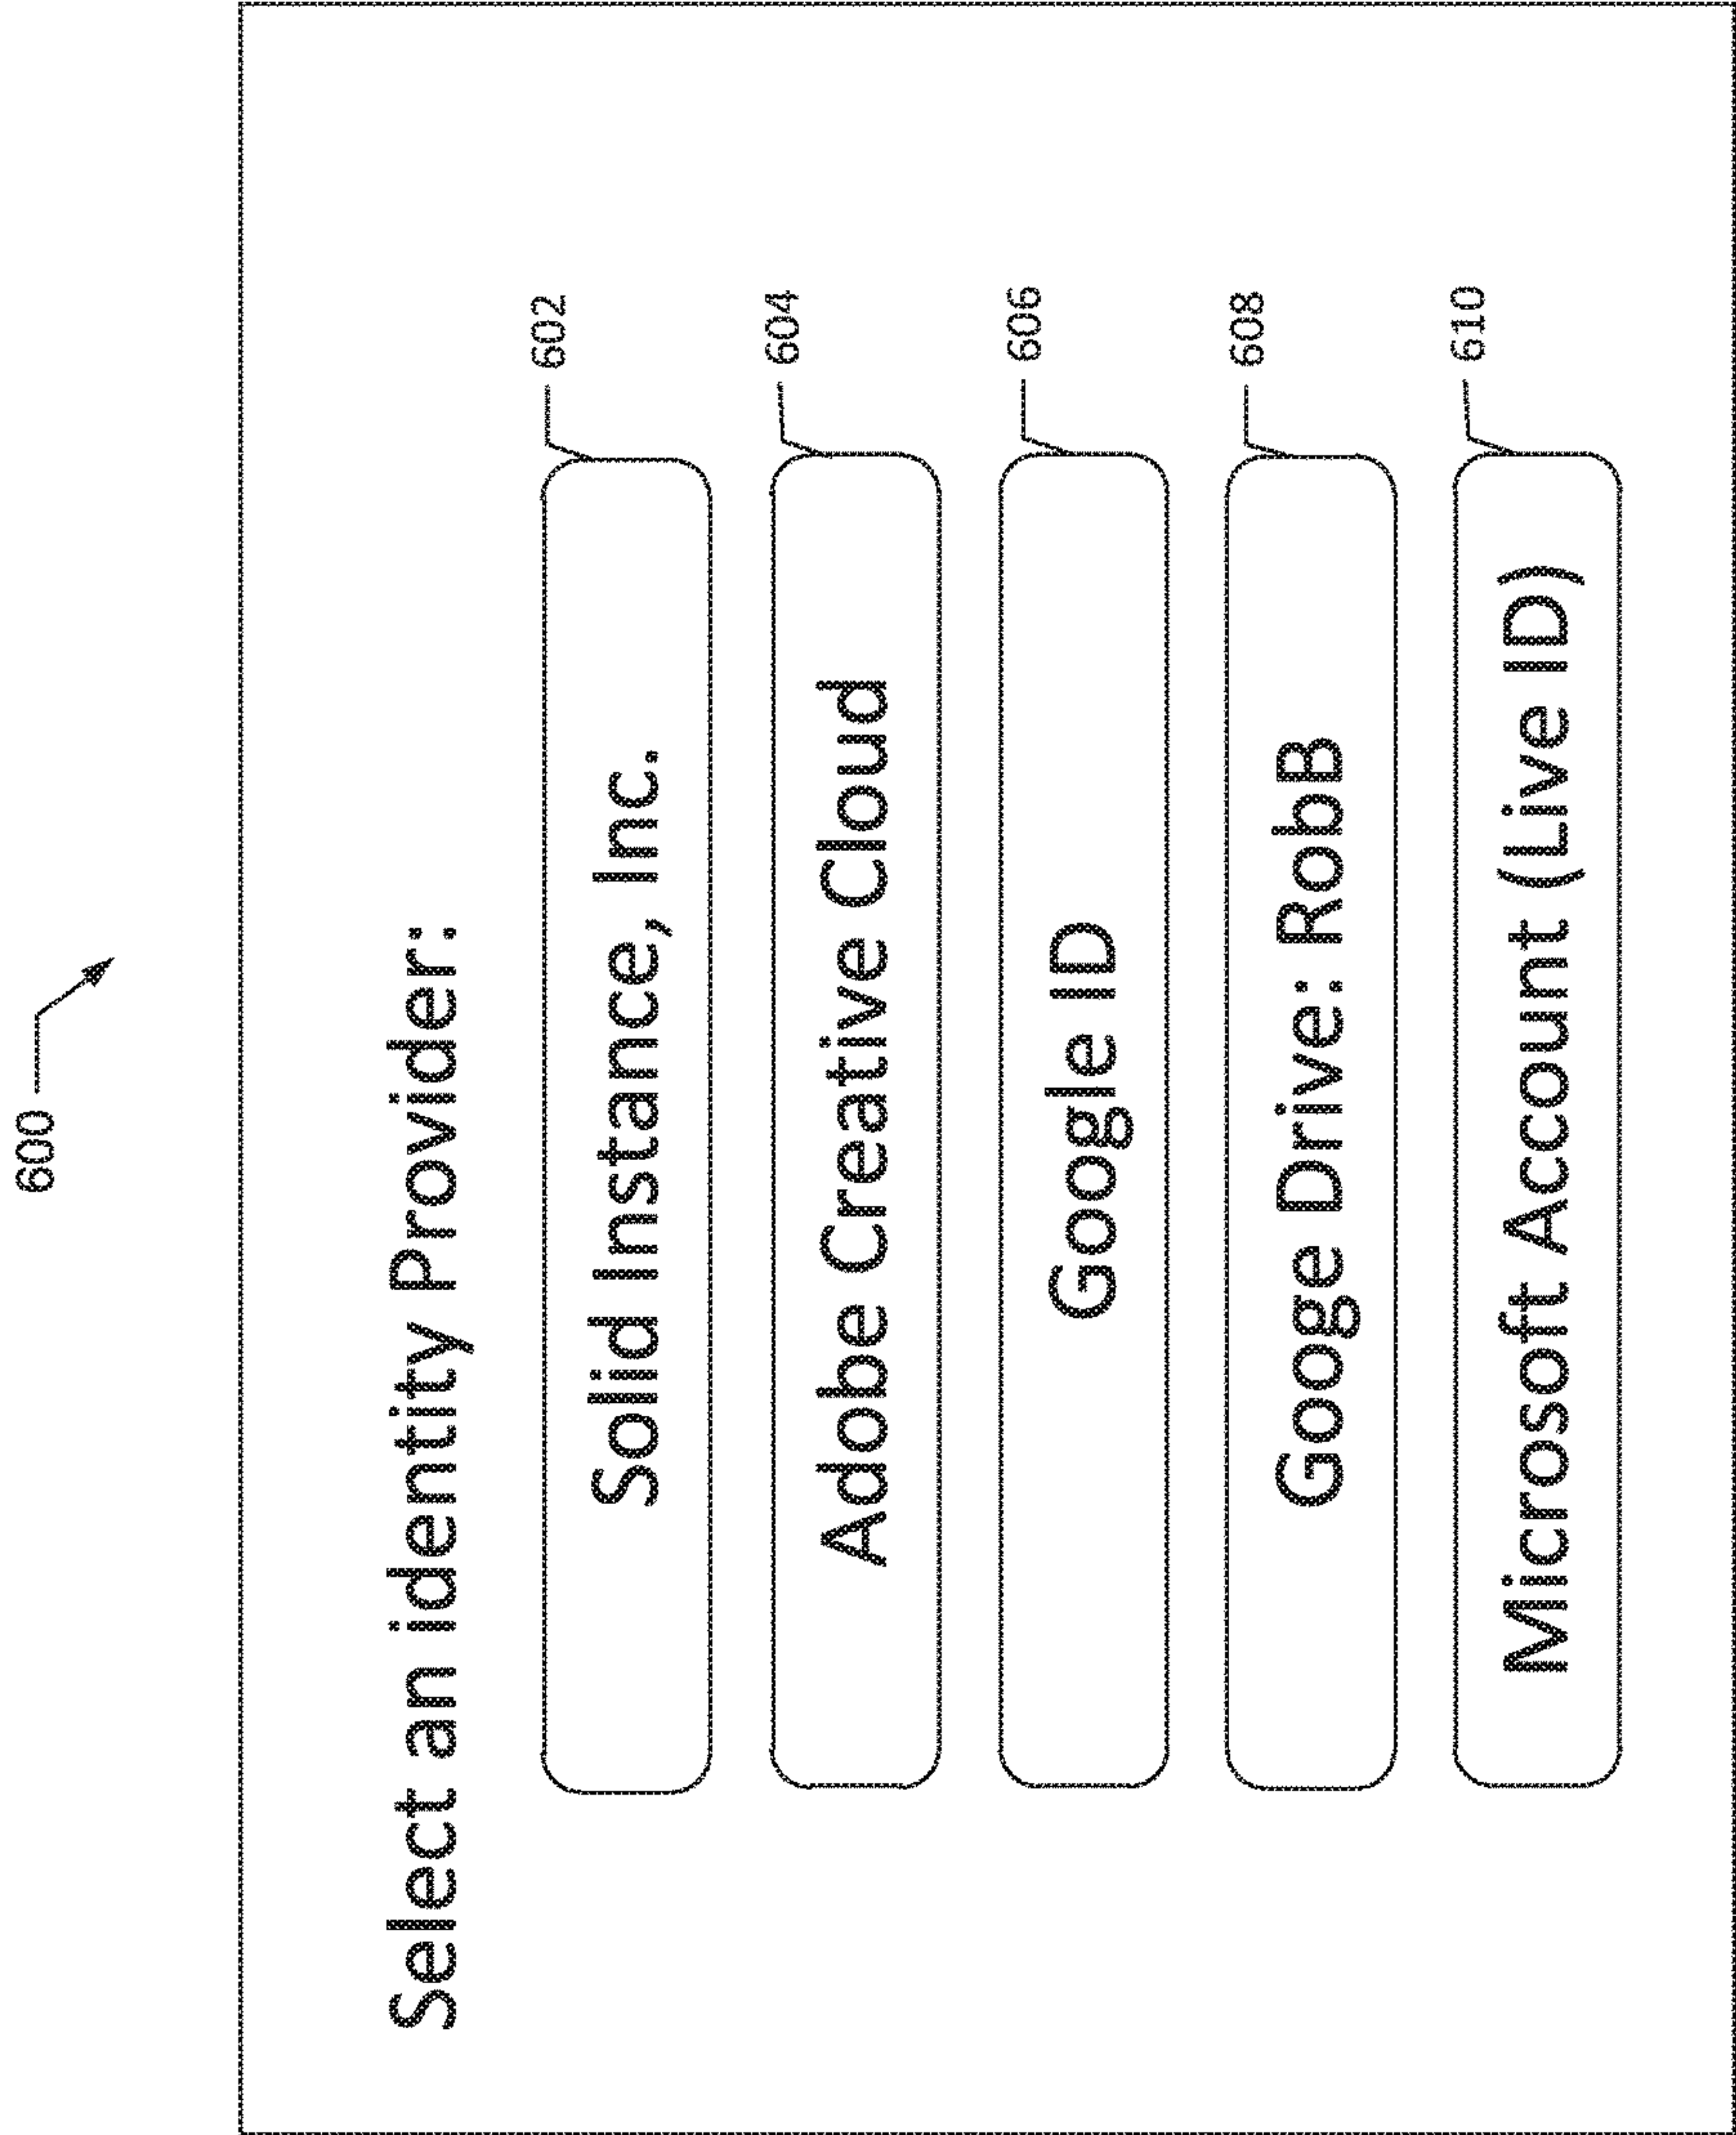 600
Select an identity Provider:
Solid Instance, Inc.
602
Adobe Creative Cloud
604
Google ID
606
Googe Drive: RobB
608
Microsoft Account (Live ID)
610